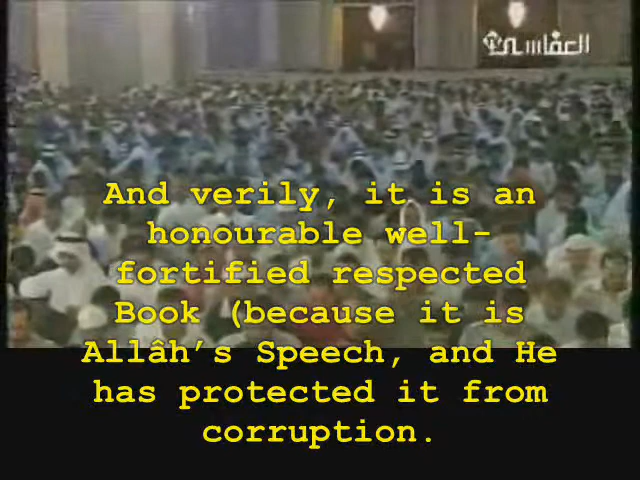 العفاسي
And verily, it is an
honourable well-
fortified respected
Book (because it is
Allâh’s Speech, and He
has protected it from
corruption.